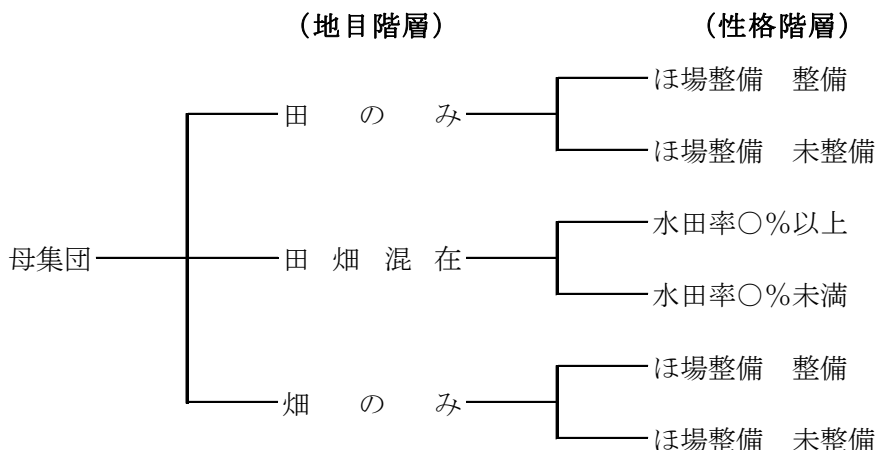 （地目階層） （性格階層）
ほ場整備　整備
田　の　み
ほ場整備　未整備
水田率○％以上
母集団 田　畑　混　在
水田率○％未満
ほ場整備　整備
畑　の　み
ほ場整備　未整備